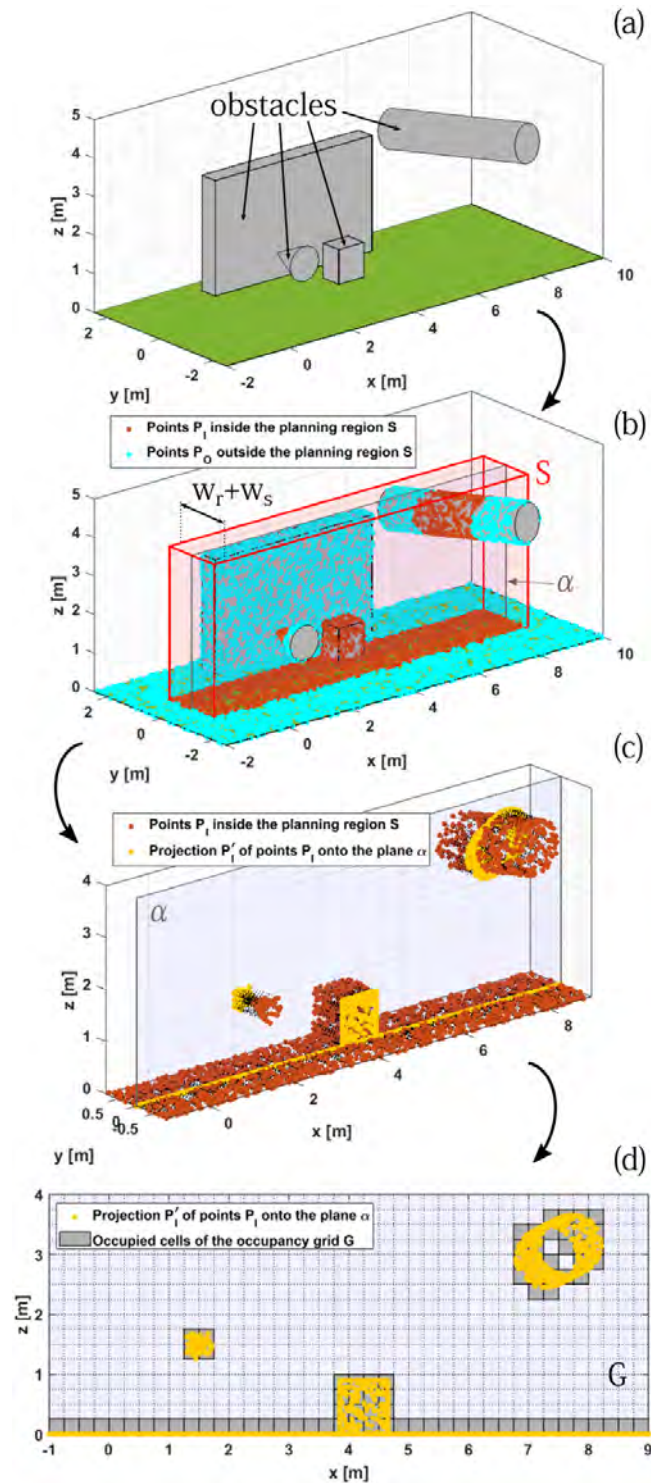 (a)
obstacles
5
4
3
2
1
0
z [m]
2
0
-2
y [m]
0
2
4
6
8
10
x [m]
(b)
Points P_I inside the planning region S
Points P_O outside the planning region S
W_r+W_s
S
α
5
4
3
2
1
0
z [m]
2
0
-2
y [m]
0
2
4
6
8
10
x [m]
(c)
Points P_I inside the planning region S
Projection P'_I of points P_I onto the plane α
α
4
3
2
1
0
z [m]
0.5
0
-0.5
y [m]
0
2
4
6
8
x [m]
(d)
Projection P'_I of points P_I onto the plane α
Occupied cells of the occupancy grid G
G
4
3
2
1
0
z [m]
-1 0 1 2 3 4 5 6 7 8 9
x [m]